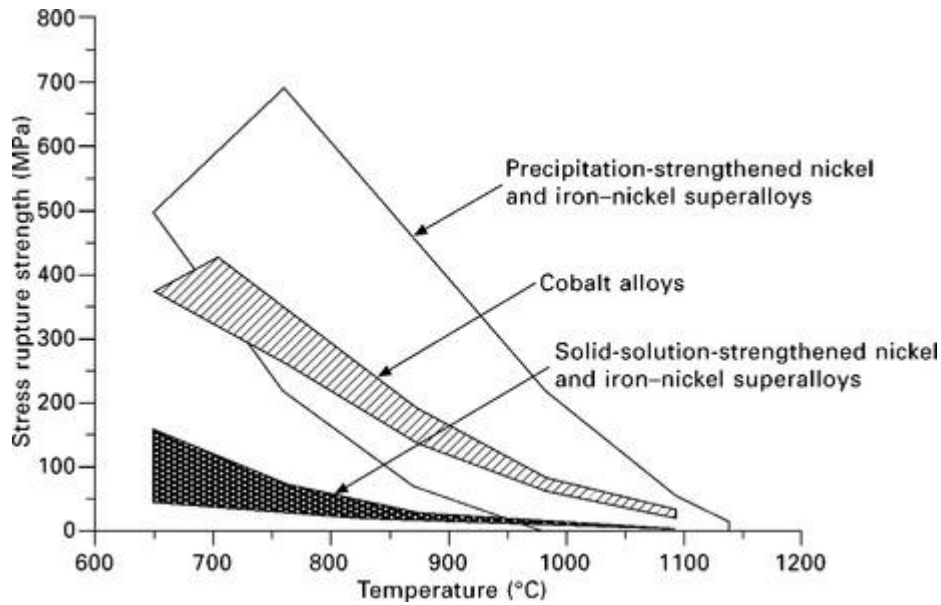 800
700
600
500
400
300
200
100
0
Stress rupture strength (MPa)
Precipitation-strengthened nickel
and iron–nickel superalloys
Cobalt alloys
Solid-solution-strengthened nickel
and iron–nickel superalloys
600 700 800 900 1000 1100 1200
Temperature (°C)